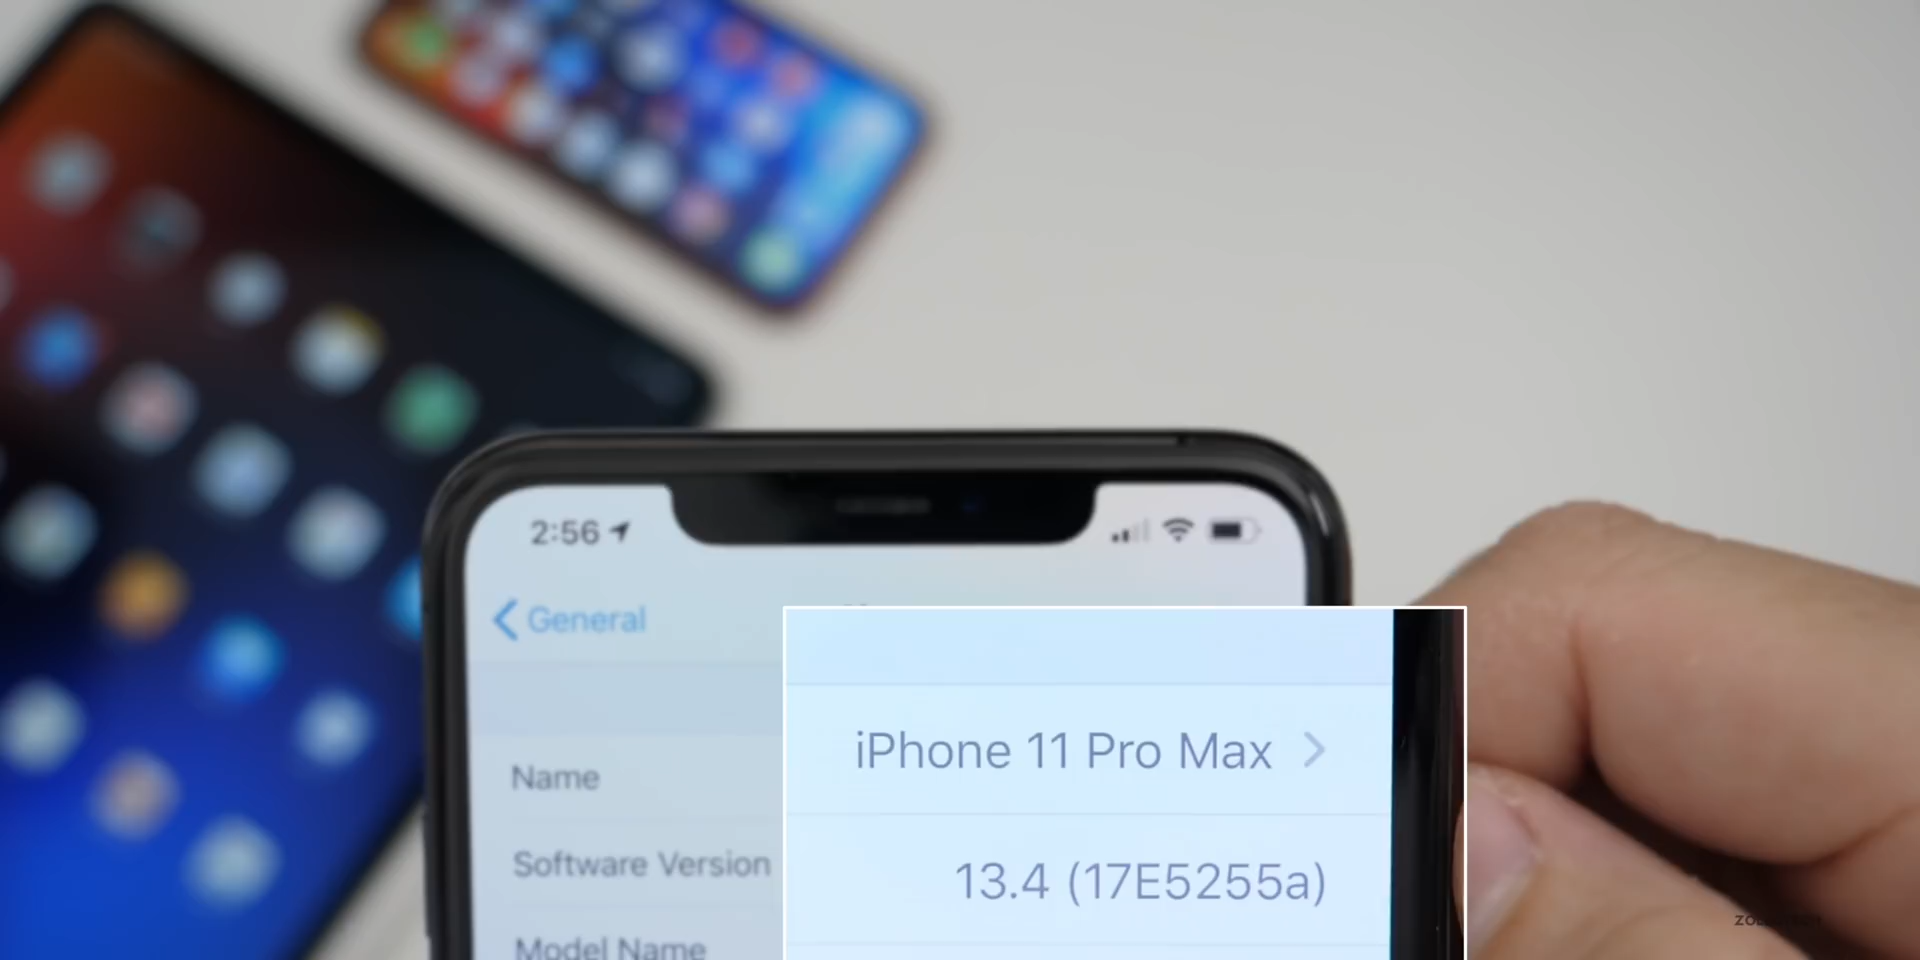 2:56
General
Name
iPhone 11 Pro Max
Software Version
13.4 (17E5255a)
Model Name